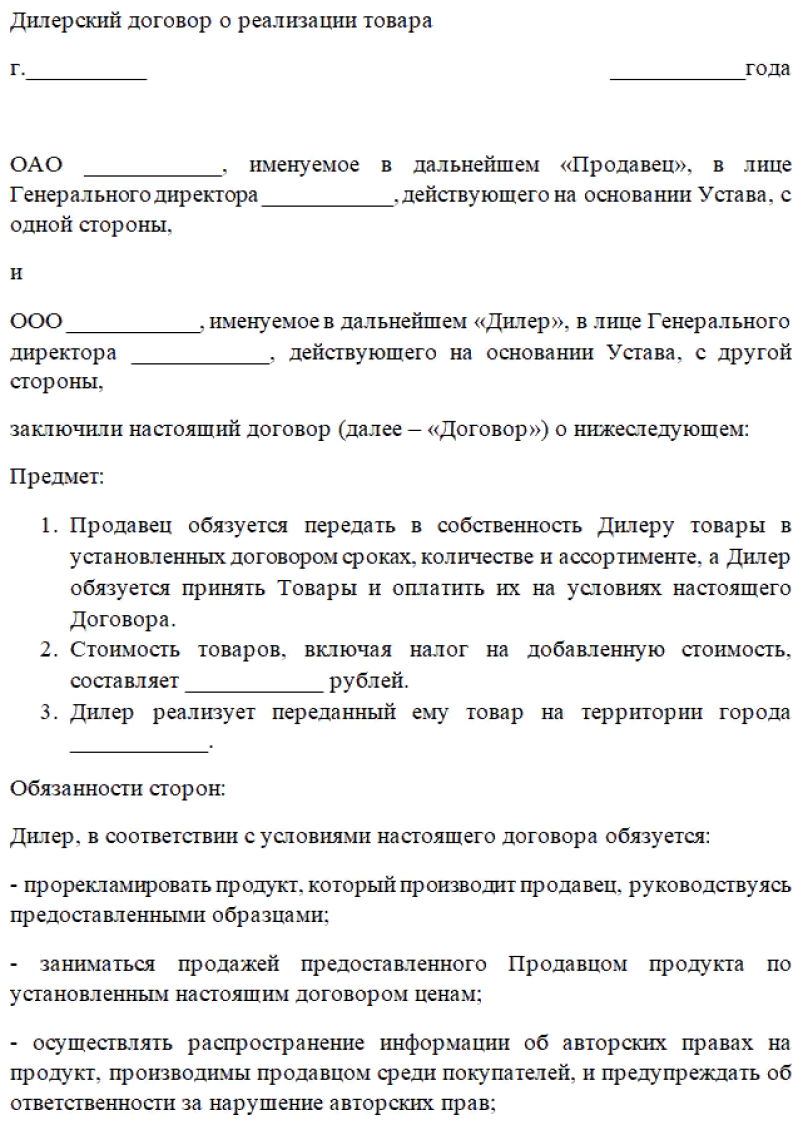 Дилерский договор о реализации товара
г.___________ ____________года
ОАО ____________, именуемое в дальнейшем «Продавец», в лице
Генерального директора ____________, действующего на основании Устава, с
одной стороны,
и
ООО ____________, именуемое в дальнейшем «Дилер», в лице Генерального
директора ____________, действующего на основании Устава, с другой
стороны,
заключили настоящий договор (далее – «Договор») о нижеследующем:
Предмет:
1. Продавец обязуется передать в собственность Дилеру товары в
установленных договором сроках, количестве и ассортименте, а Дилер
обязуется принять Товары и оплатить их на условиях настоящего
Договора.
2. Стоимость товаров, включая налог на добавленную стоимость,
составляет ____________ рублей.
3. Дилер реализует переданный ему товар на территории города
____________.
Обязанности сторон:
Дилер, в соответствии с условиями настоящего договора обязуется:
- прорекламировать продукт, который производит продавец, руководствуясь
предоставленными образцами;
- заниматься продажей предоставленного Продавцом продукта по
установленным настоящим договором ценам;
- осуществлять распространение информации об авторских правах на
продукт, производимы продавцом среди покупателей, и предупреждать об
ответственности за нарушение авторских прав;